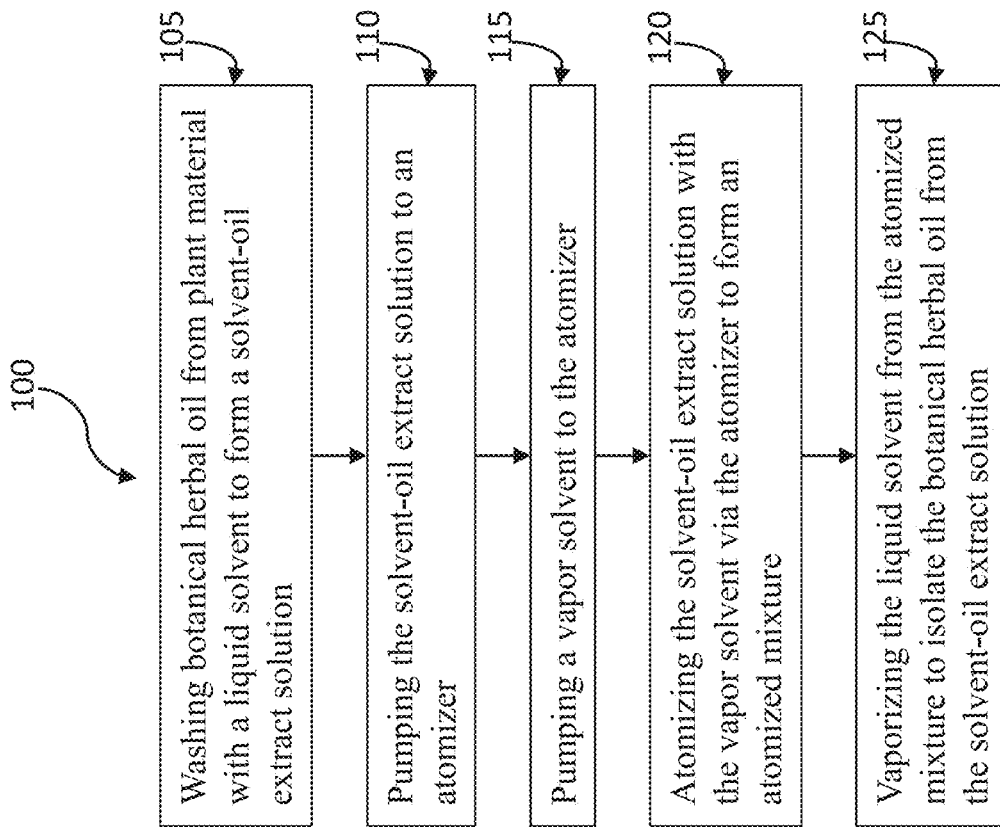 100
105
Washing botanical herbal oil from plant material
with a liquid solvent to form a solvent-oil
extract solution
110
Pumping the solvent-oil extract solution to an
atomizer
115
Pumping a vapor solvent to the atomizer
120
Atomizing the solvent-oil extract solution with
the vapor solvent via the atomizer to form an
atomized mixture
125
Vaporizing the liquid solvent from the atomized
mixture to isolate the botanical herbal oil from
the solvent-oil extract solution